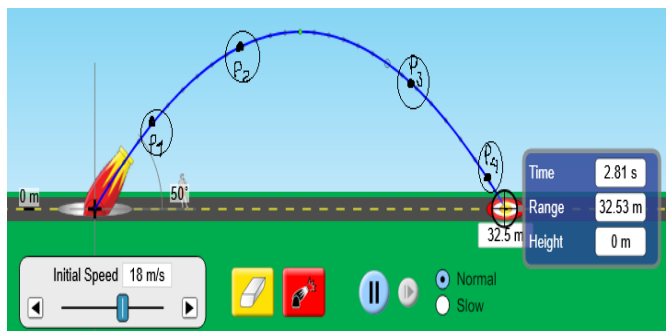 P1
P2
P3
P4
0 m
50°
32.5 m
Time 2.81 s
Range 32.53 m
Height 0 m
Initial Speed 18 m/s
Normal
Slow